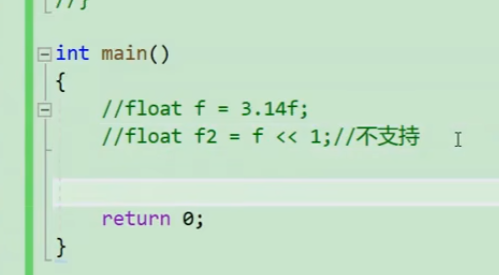 //}
int main()
{
//float f = 3.14f;
//float f2 = f << 1;//不支持
return 0;
}